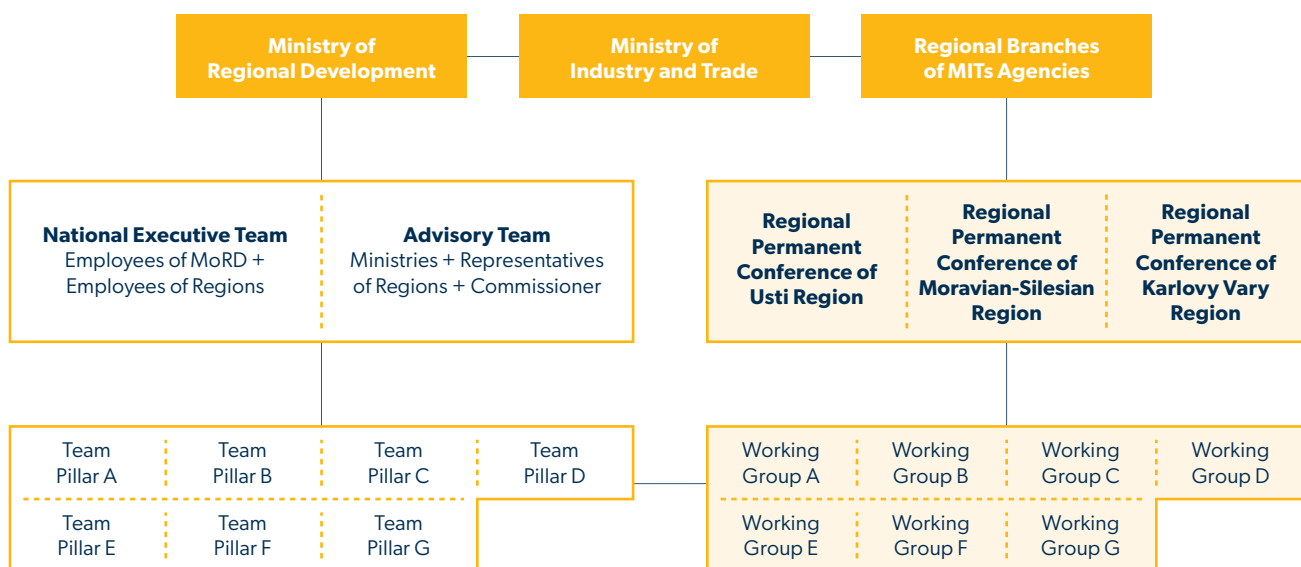 Ministry of
Regional Development
Ministry of
Industry and Trade
Regional Branches
of MITs Agencies
National Executive Team
Employees of MoRD +
Employees of Regions
Advisory Team
Ministries + Representatives
of Regions + Commissioner
Regional
Permanent
Conference of
Usti Region
Regional
Permanent
Conference of
Moravian-Silesian
Region
Regional
Permanent
Conference of
Karlovy Vary
Region
Team
Pillar A
Team
Pillar B
Team
Pillar C
Team
Pillar D
Team
Pillar E
Team
Pillar F
Team
Pillar G
Working
Group A
Working
Group B
Working
Group C
Working
Group D
Working
Group E
Working
Group F
Working
Group G